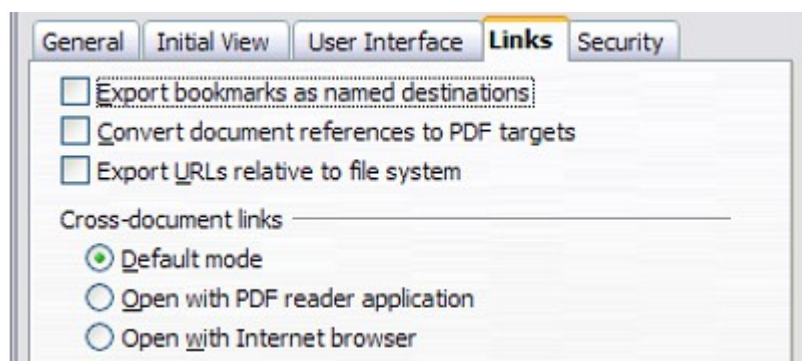 General Initial View User Interface Links Security
Export bookmarks as named destinations
Convert document references to PDF targets
Export URLs relative to file system
Cross-document links
Default mode
Open with PDF reader application
Open with Internet browser